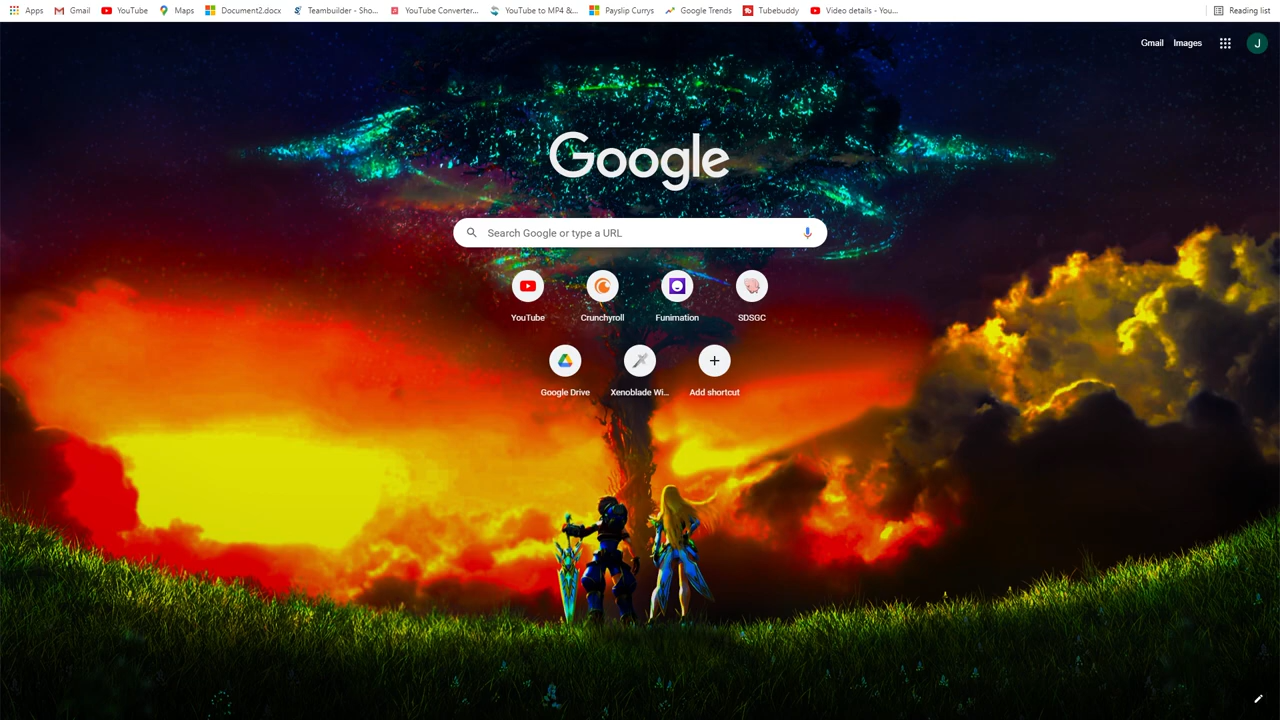 Apps Gmail YouTube Maps Document2.docx Teambuilder - Sho... YouTube Converter... YouTube to MP4 &... Payslip Currys Google Trends Tubebuddy Video details - You... Reading list
Gmail Images J
Google
Search Google or type a URL
YouTube Crunchyroll Funimation SDSGC
Google Drive Xenoblade Wi... Add shortcut